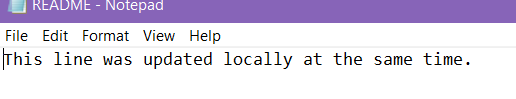 README - Notepad
File Edit Format View Help
This line was updated locally at the same time.